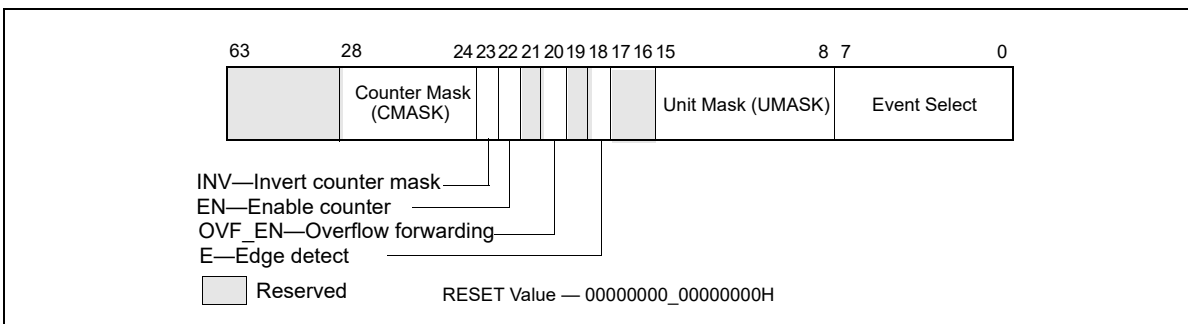 63 28 24 23 22 21 20 19 18 17 16 15 8 7 0
Counter Mask
(CMASK)
Unit Mask (UMASK)
Event Select
INV—Invert counter mask
EN—Enable counter
OVF_EN—Overflow forwarding
E—Edge detect
Reserved
RESET Value — 00000000_00000000H